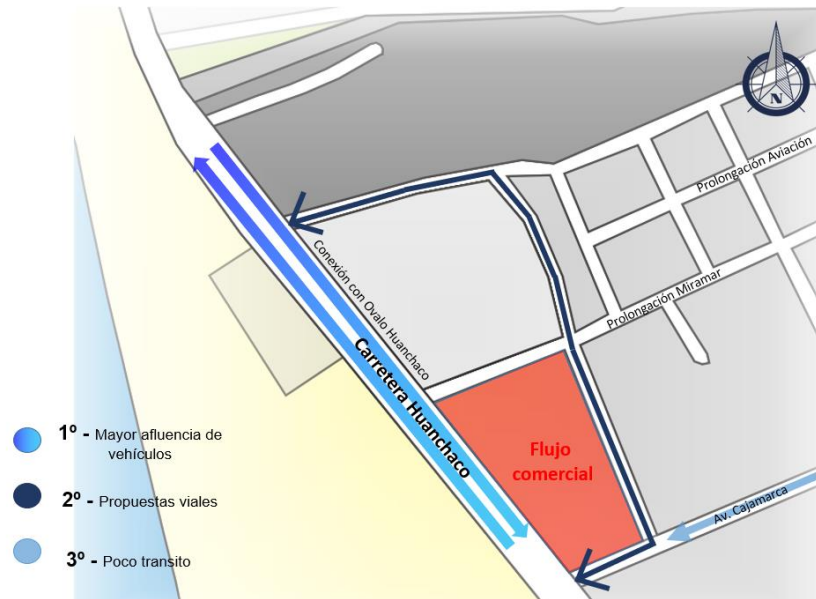 N
Prolongación Aviación
Prolongación Miramar
Conexión con Ovalo Huanchaco
Carretera Huanchaco
Flujo
comercial
Av. Cajamarca
1º - Mayor afluencia de
vehículos
2º - Propuestas viales
3º - Poco transito